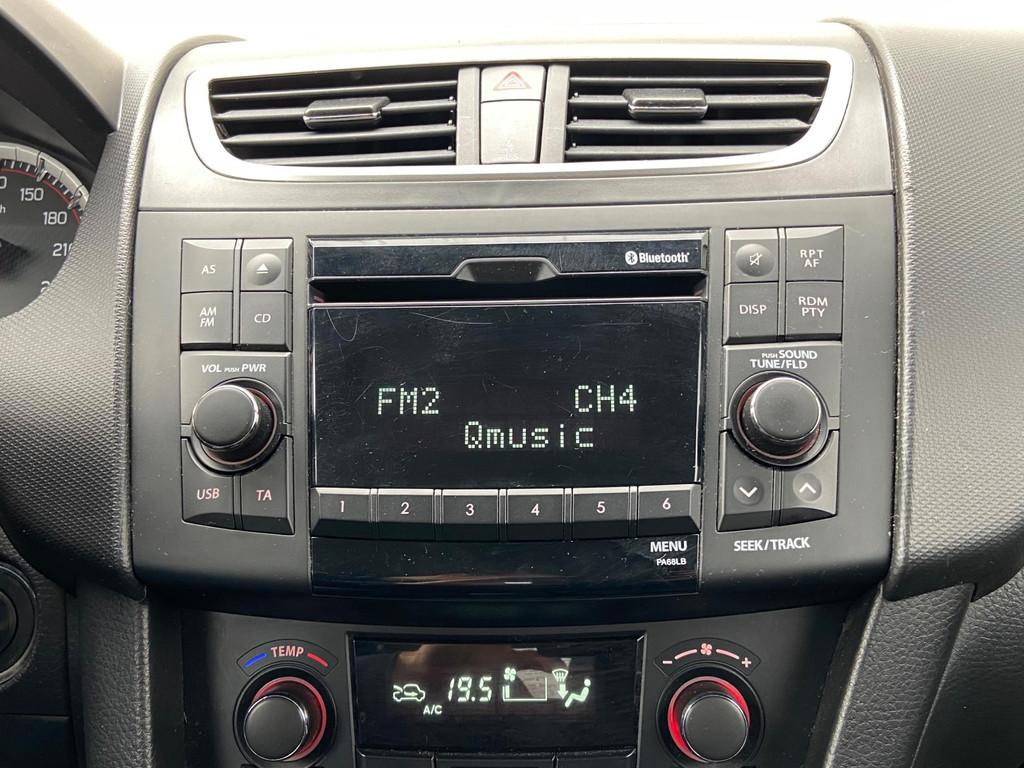 150
180
Bluetooth®
AS
AM
FM
CD
RPT
AF
DISP
RDM
PTY
VOL PUSH PWR
PUSH SOUND
TUNE/FLD
FM2 CH4
Qmusic
USB
TA
1 2 3 4 5 6
MENU
PA68LB
SEEK/TRACK
TEMP
- +
19.5
A/C